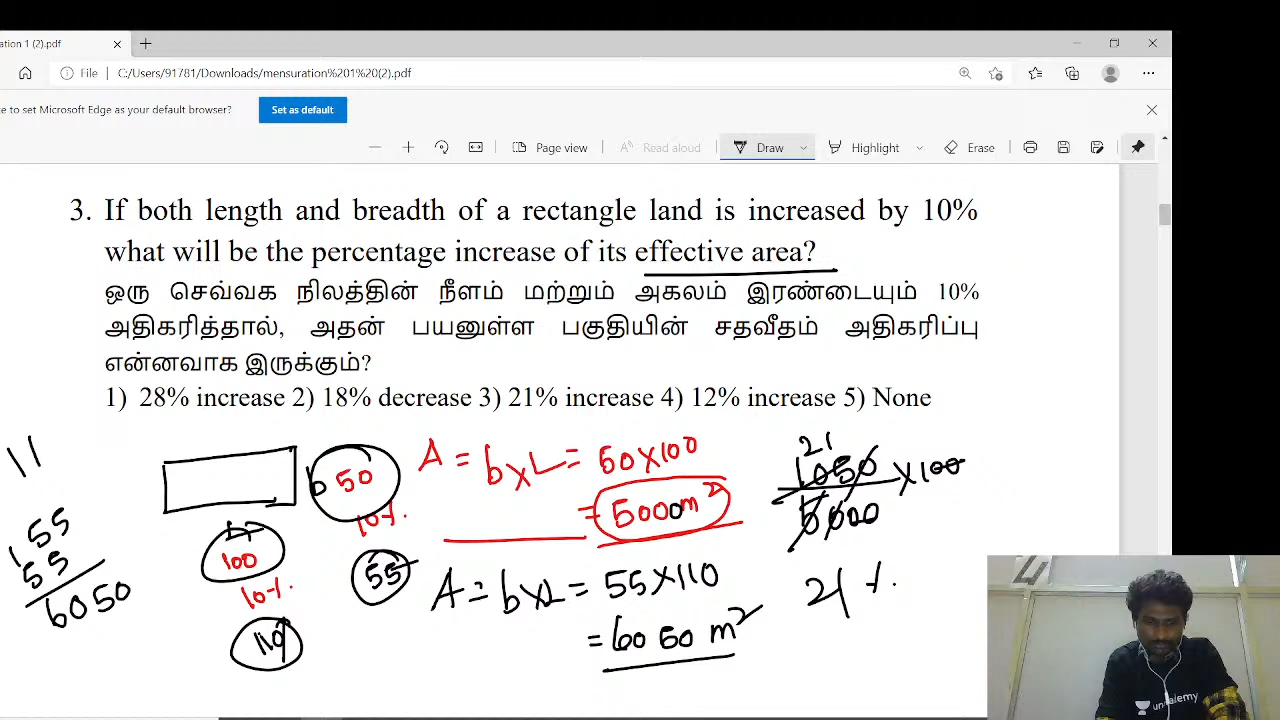 ation 1 (2).pdf
File C:/Users/91781/Downloads/mensuration%201%20(2).pdf
e to set Microsoft Edge as your default browser? Set as default
Page view Read aloud Draw Highlight Erase
3. If both length and breadth of a rectangle land is increased by 10%
what will be the percentage increase of its effective area?
ஒரு செவ்வக நிலத்தின் நீளம் மற்றும் அகலம் இரண்டையும் 10%
அதிகரித்தால், அதன் பயனுள்ள பகுதியின் சதவீதம் அதிகரிப்பு
என்னவாக இருக்கும்?
1) 28% increase 2) 18% decrease 3) 21% increase 4) 12% increase 5) None
11
1 55
55
6050
b 50
10%
55
100
10%
110
A = b x L = 50 x 100
= 5000 m²
A = b x L = 55 x 110
= 6050 m²
21
1050
5000
x 100
21 %